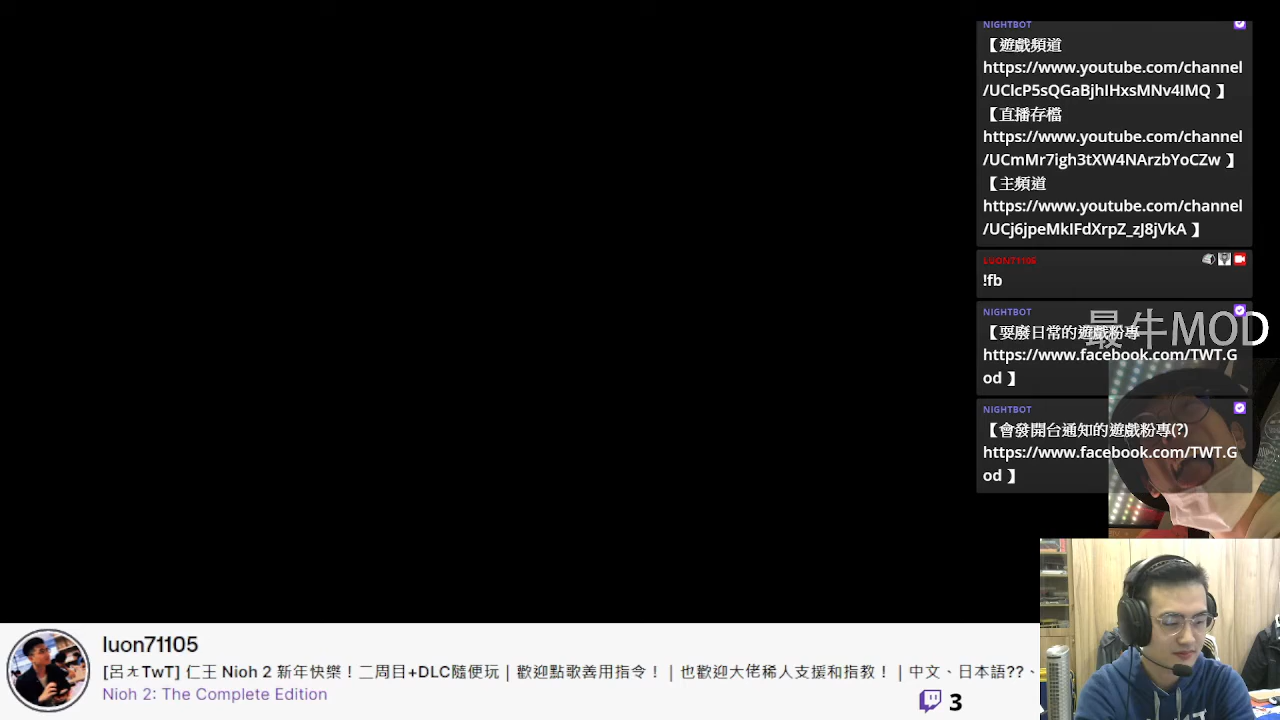 NIGHTBOT
【遊戲頻道
https://www.youtube.com/channel
/UClcP5sQGaBjhIHxsMNv4IMQ 】
【直播存檔
https://www.youtube.com/channel
/UCmMr7igh3tXW4NArzbYoCZw 】
【主頻道
https://www.youtube.com/channel
/UCj6jpeMkIFdXrpZ_zJ8jVkA 】
LUON71105
!fb
NIGHTBOT
最牛MOD
【耍廢日常的遊戲粉專
https://www.facebook.com/TWT.G
od 】
NIGHTBOT
【會發開台通知的遊戲粉專(?)
https://www.facebook.com/TWT.G
od 】
luon71105
[呂ㄤTwT] 仁王 Nioh 2 新年快樂！二周目+DLC隨便玩｜歡迎點歌善用指令！｜也歡迎大佬稀人支援和指教！｜中文、日本語??、
Nioh 2: The Complete Edition
3